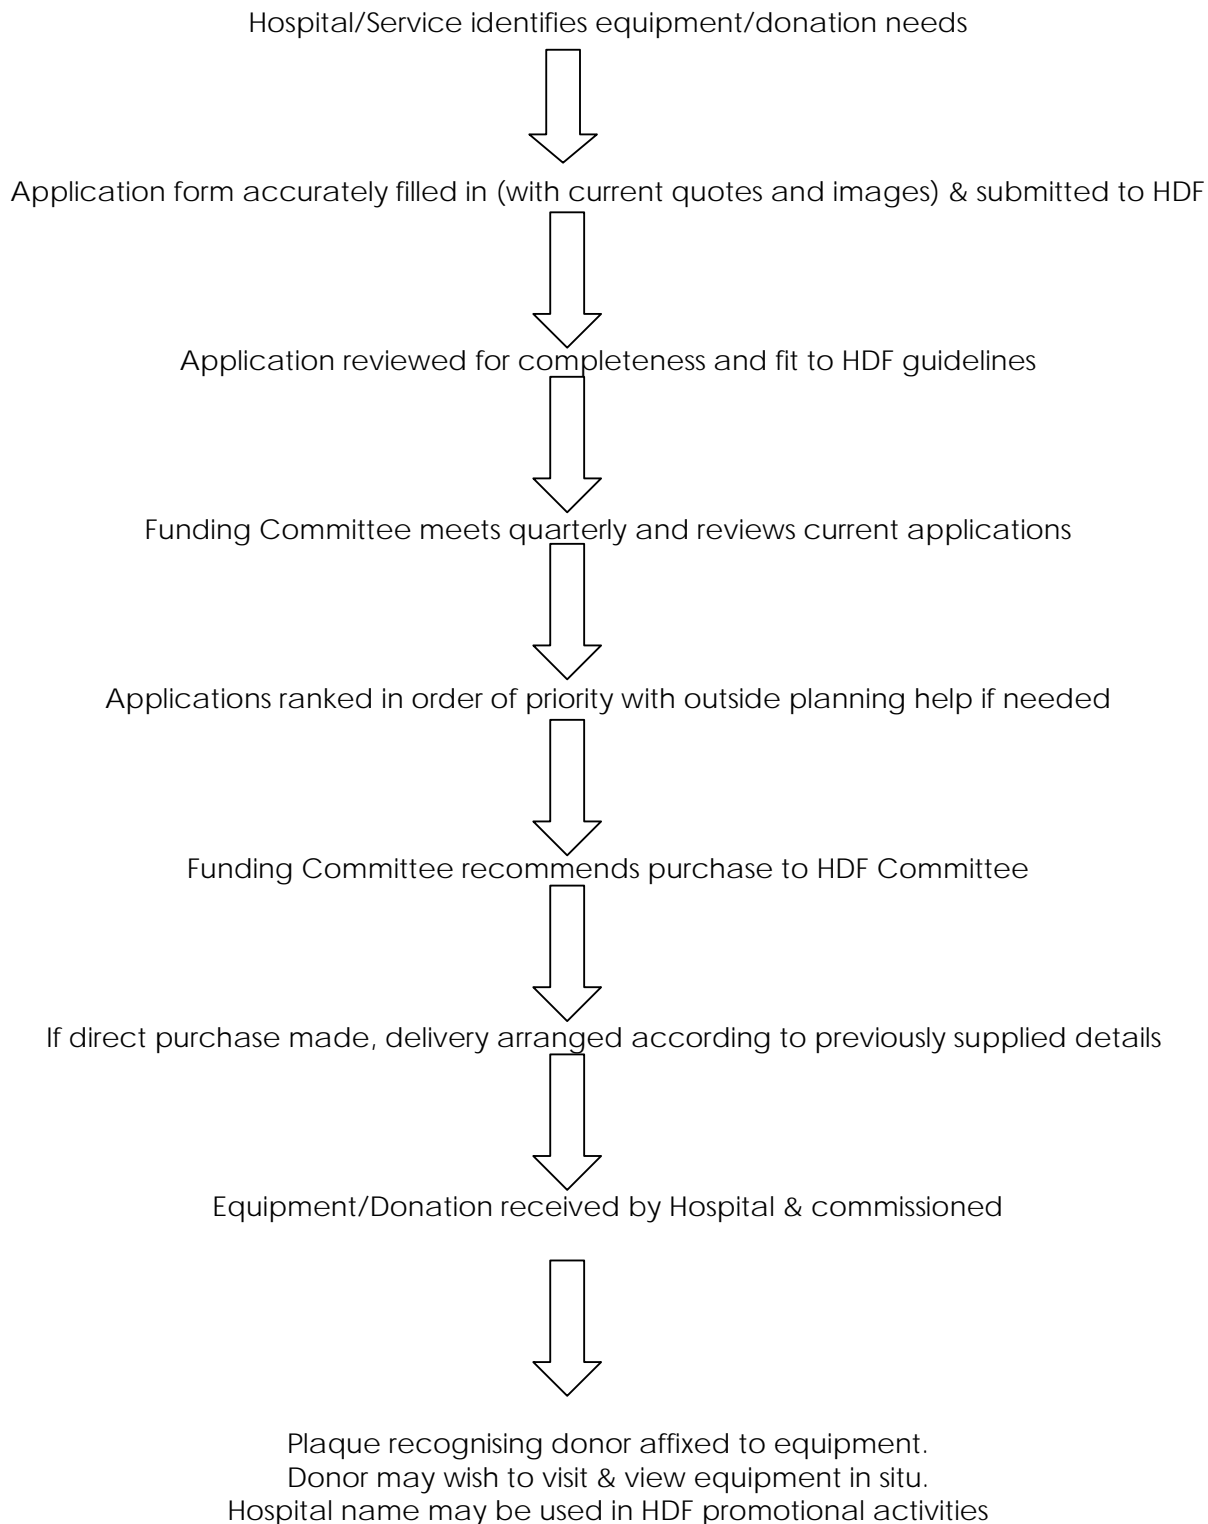 Hospital/Service identifies equipment/donation needs
Application form accurately filled in (with current quotes and images) & submitted to HDF
Application reviewed for completeness and fit to HDF guidelines
Funding Committee meets quarterly and reviews current applications
Applications ranked in order of priority with outside planning help if needed
Funding Committee recommends purchase to HDF Committee
If direct purchase made, delivery arranged according to previously supplied details
Equipment/Donation received by Hospital & commissioned
Plaque recognising donor affixed to equipment.
Donor may wish to visit & view equipment in situ.
Hospital name may be used in HDF promotional activities